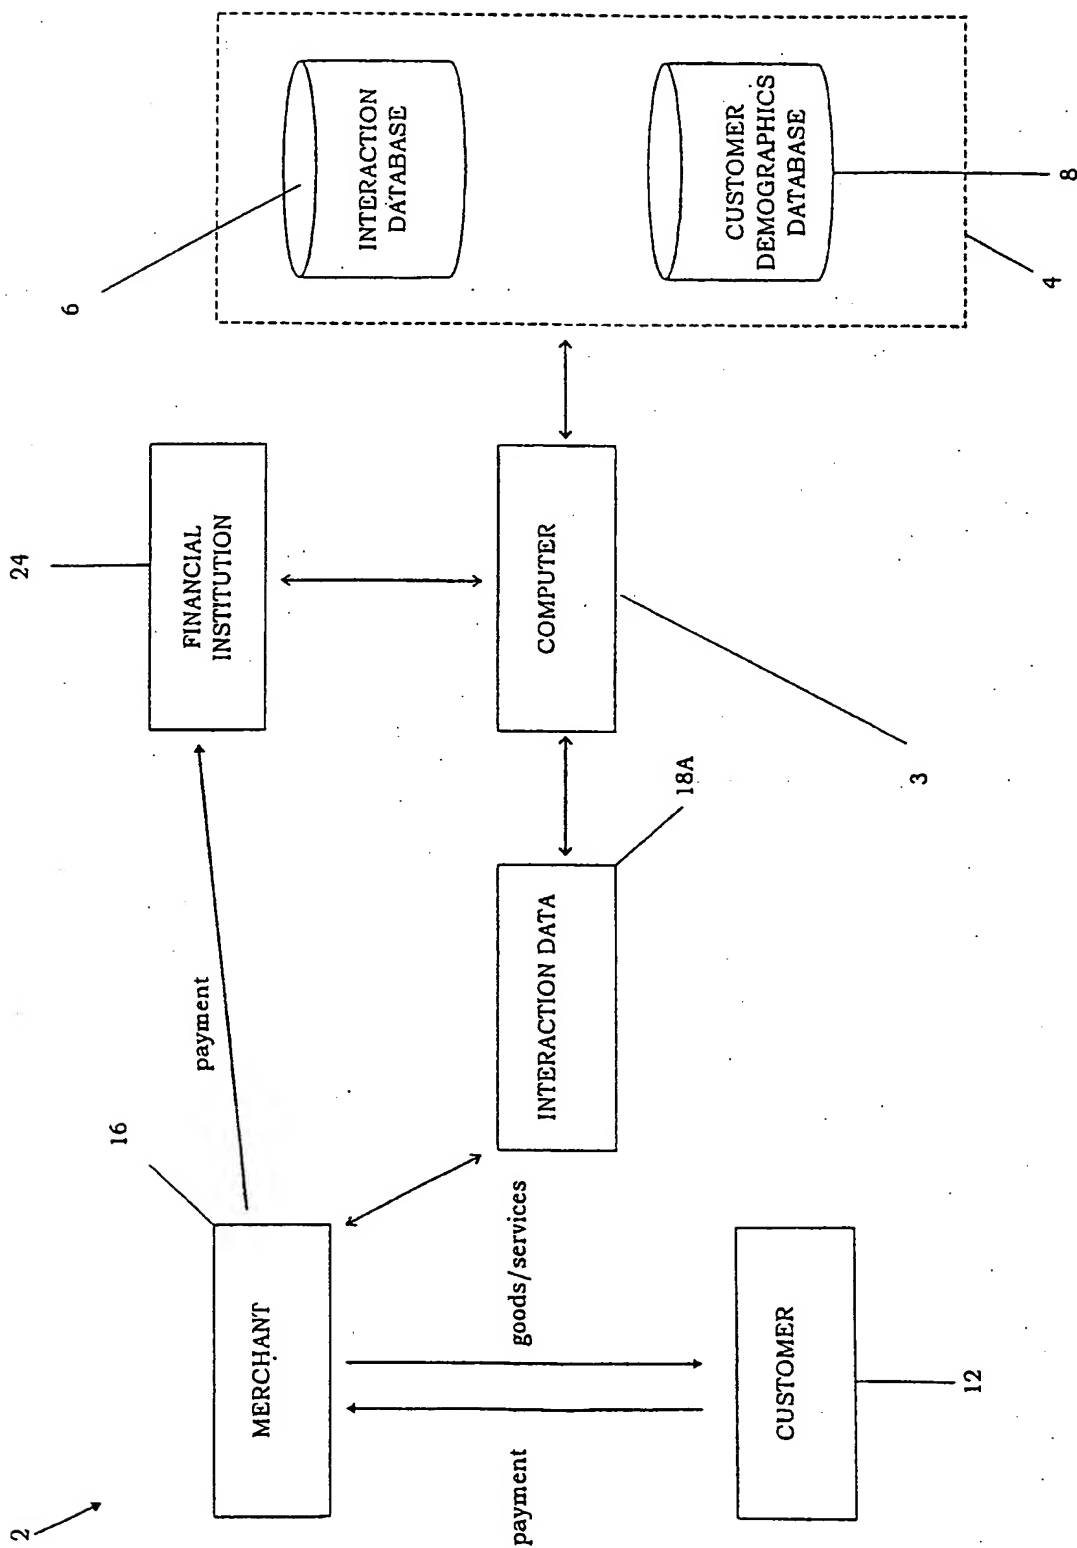 2
MERCHANT
16
payment
goods/services
CUSTOMER
12
payment
INTERACTION DATA
18A
FINANCIAL
INSTITUTION
24
COMPUTER
3
6
INTERACTION
DATABASE
CUSTOMER
DEMOGRAPHICS
DATABASE
4
8